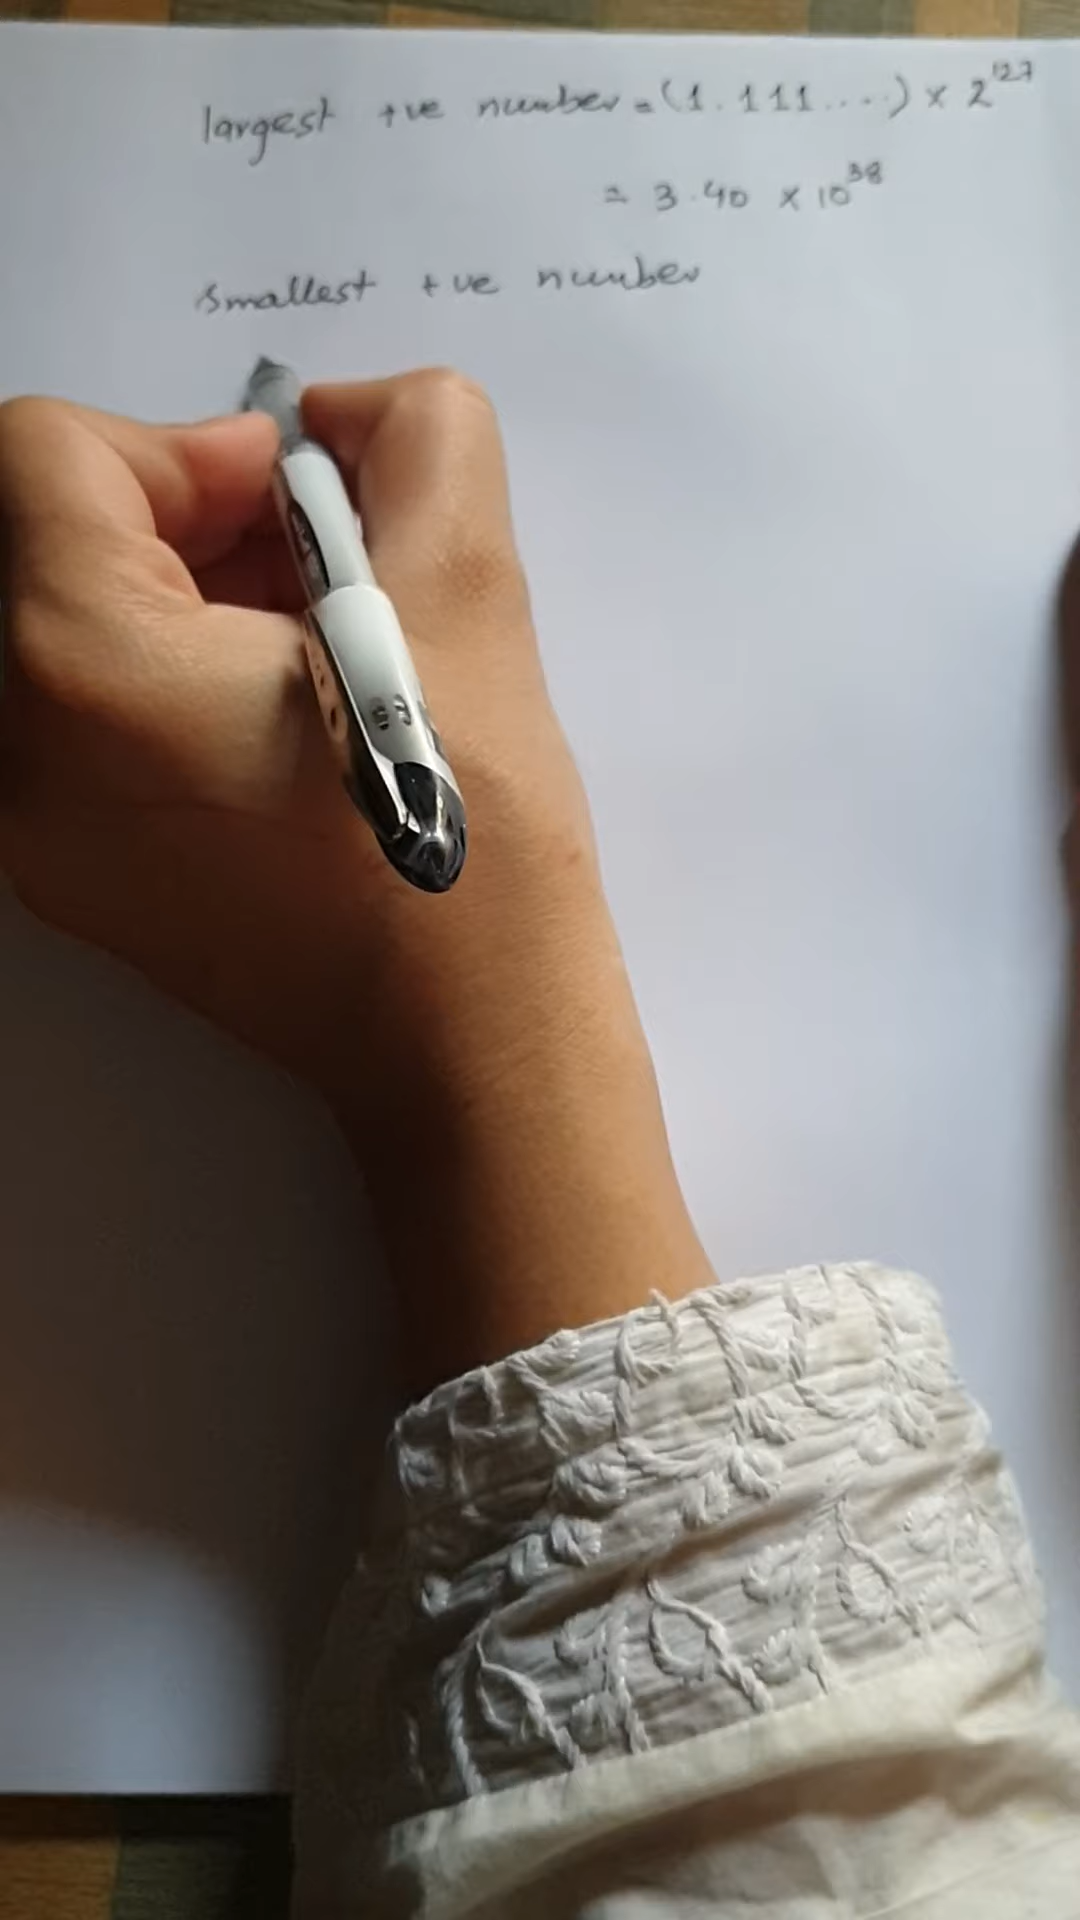 largest +ve number = (1.111....) × 2^127
= 3.40 × 10^38
smallest +ve number